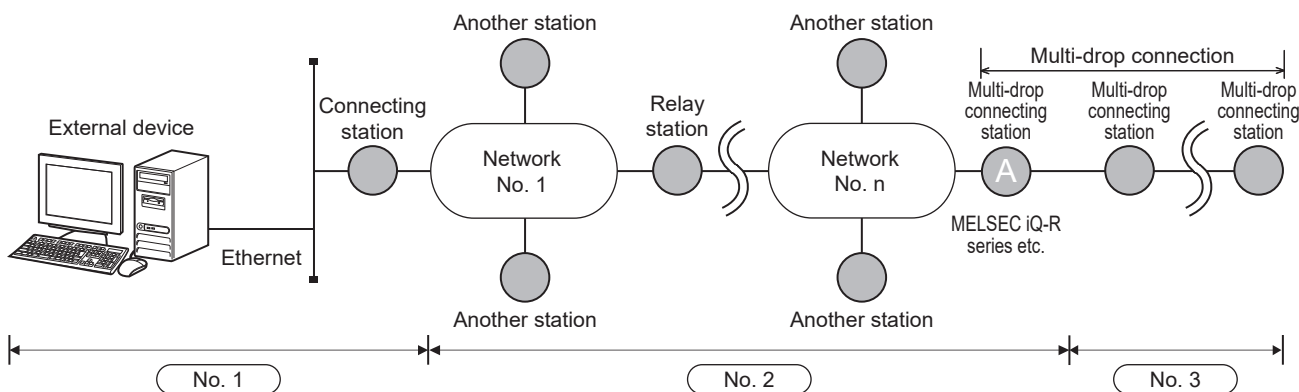 Another station
Another station
Multi-drop connection
Connecting
station
Relay
station
Multi-drop
connecting
station
Multi-drop
connecting
station
Multi-drop
connecting
station
External device
Network
No. 1
Network
No. n
A
MELSEC iQ-R
series etc.
Ethernet
Another station
Another station
No. 1
No. 2
No. 3